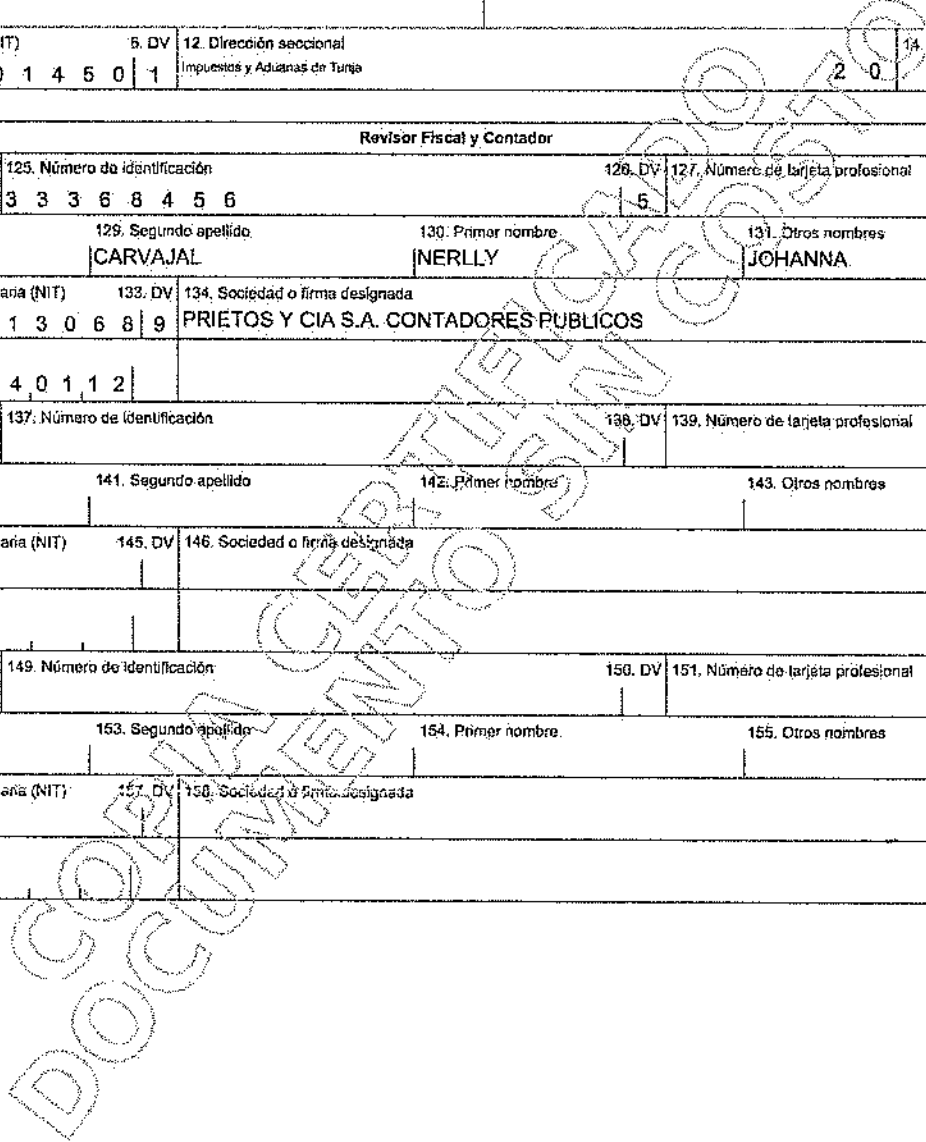 IT) 6. DV 12. Dirección seccional 14.
0 1 4 5 0 1 Impuestos y Aduanas de Tunja 2 0
Revisor Fiscal y Contador
125. Número de identificación 126. DV 127. Número de tarjeta profesional
3 3 3 6 8 4 5 6 5
129. Segundo apellido 130. Primer nombre 131. Otros nombres
CARVAJAL NERLLY JOHANNA
aria (NIT) 133. DV 134. Sociedad o firma designada
1 3 0 6 8 9 PRIETOS Y CIA S.A. CONTADORES PUBLICOS
4 0 1 1 2
137. Número de identificación 138. DV 139. Número de tarjeta profesional
141. Segundo apellido 142. Primer nombre 143. Otros nombres
aria (NIT) 145. DV 146. Sociedad o firma designada
149. Número de identificación 150. DV 151. Número de tarjeta profesional
153. Segundo apellido 154. Primer nombre 155. Otros nombres
aria (NIT) 157. DV 158. Sociedad o firma designada
COPIA CERTIFICADO
DOCUMENTO SIN COSTO